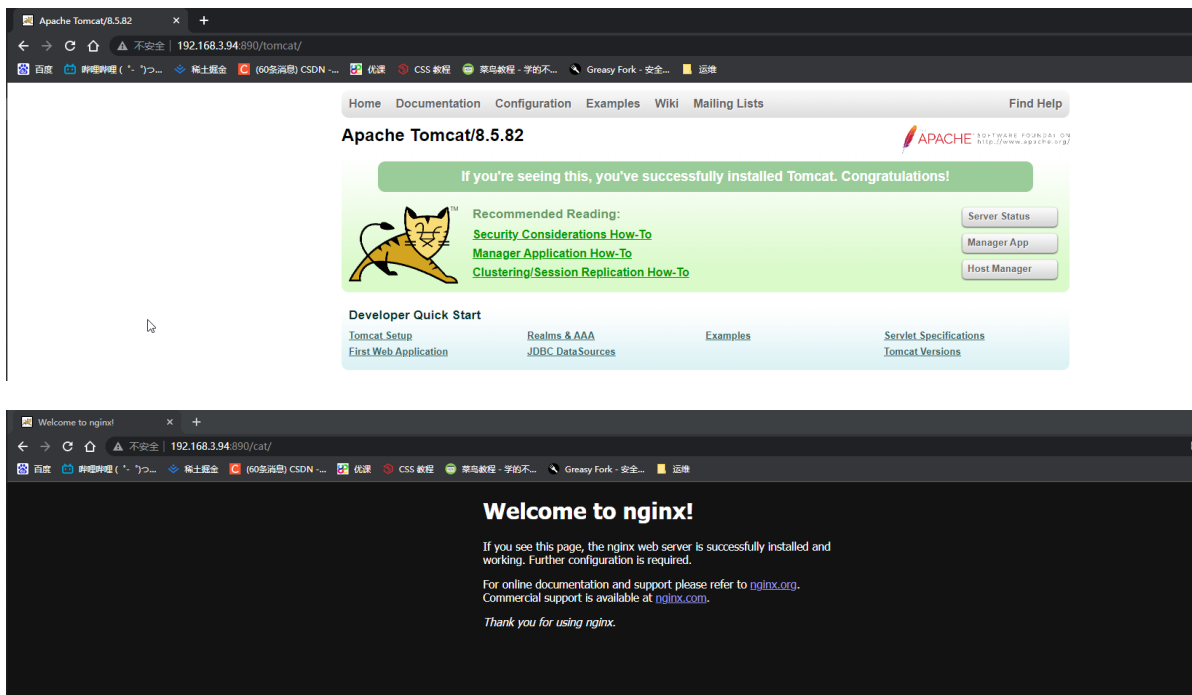 Apache Tomcat/8.5.82
不安全 192.168.3.94:890/tomcat/
百度 哔哩哔哩 ( ゜- ゜)つ... 稀土掘金 (60条消息) CSDN -... 优课 CSS 教程 菜鸟教程 - 学的不... Greasy Fork - 安全... 运维
Home Documentation Configuration Examples Wiki Mailing Lists Find Help
Apache Tomcat/8.5.82
APACHE SOFTWARE FOUNDATION
http://www.apache.org/
If you're seeing this, you've successfully installed Tomcat. Congratulations!
TM
Recommended Reading:
Security Considerations How-To
Manager Application How-To
Clustering/Session Replication How-To
Server Status
Manager App
Host Manager
Developer Quick Start
Tomcat Setup Realms & AAA Examples Servlet Specifications
First Web Application JDBC DataSources Tomcat Versions
Welcome to nginx!
不安全 192.168.3.94:890/cat/
百度 哔哩哔哩 ( ゜- ゜)つ... 稀土掘金 (60条消息) CSDN -... 优课 CSS 教程 菜鸟教程 - 学的不... Greasy Fork - 安全... 运维
Welcome to nginx!
If you see this page, the nginx web server is successfully installed and
working. Further configuration is required.
For online documentation and support please refer to nginx.org.
Commercial support is available at nginx.com.
Thank you for using nginx.